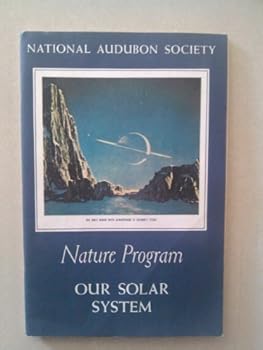 NATIONAL AUDUBON SOCIETY
Nature Program
OUR SOLAR
SYSTEM